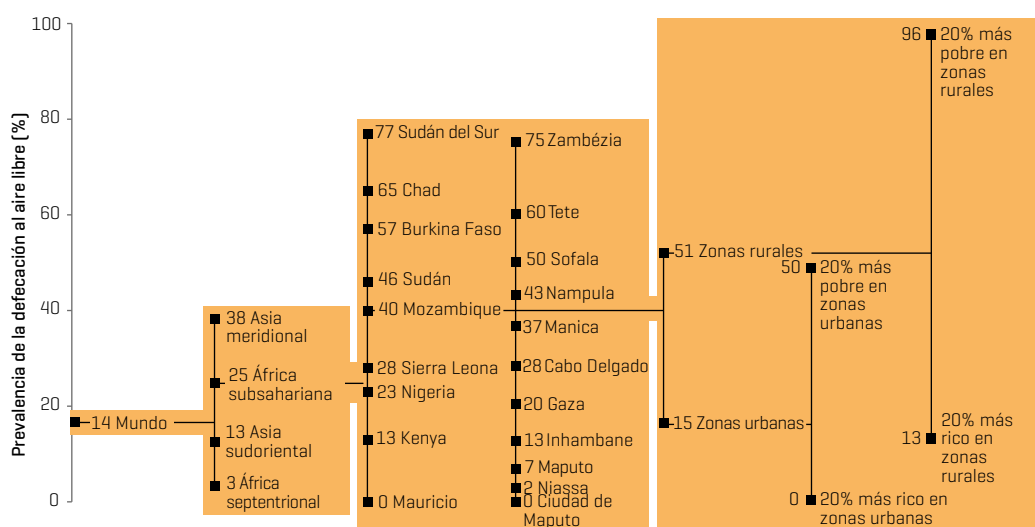 Prevalencia de la defecación al aire libre (%)
100
80
60
40
20
0
14 Mundo
38 Asia
meridional
25 África
subsahariana
13 Asia
sudoriental
3 África
septentrional
77 Sudán del Sur
65 Chad
57 Burkina Faso
46 Sudán
40 Mozambique
28 Sierra Leona
23 Nigeria
13 Kenya
0 Mauricio
75 Zambézia
60 Tete
50 Sofala
43 Nampula
37 Manica
28 Cabo Delgado
20 Gaza
13 Inhambane
7 Maputo
2 Niassa
0 Ciudad de
Maputo
51 Zonas rurales
15 Zonas urbanas
50 20% más
pobre en
zonas
urbanas
0 20% más rico en
zonas urbanas
96 20% más
pobre en
zonas
rurales
13 20% más
rico en
zonas
rurales